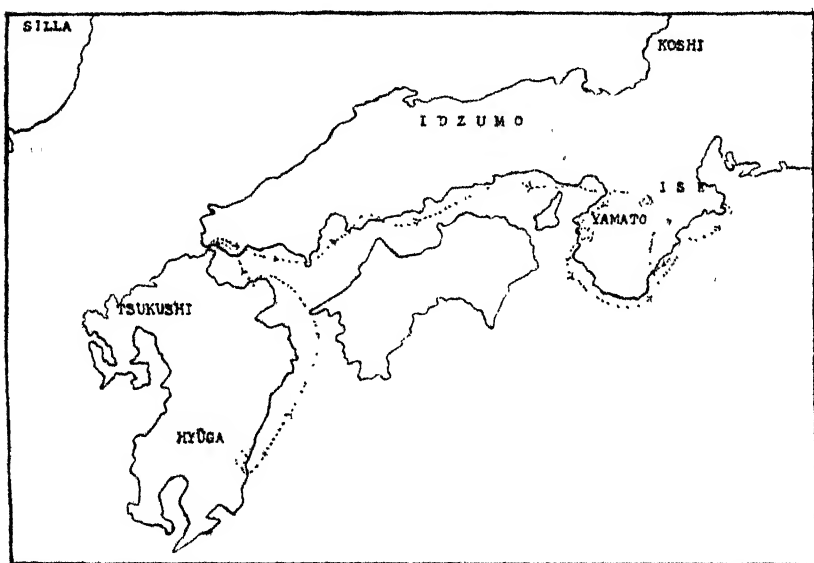 SILLA
KOSHI
IDZUMO
ISE
YAMATO
TSUKUSHI
HYŪGA